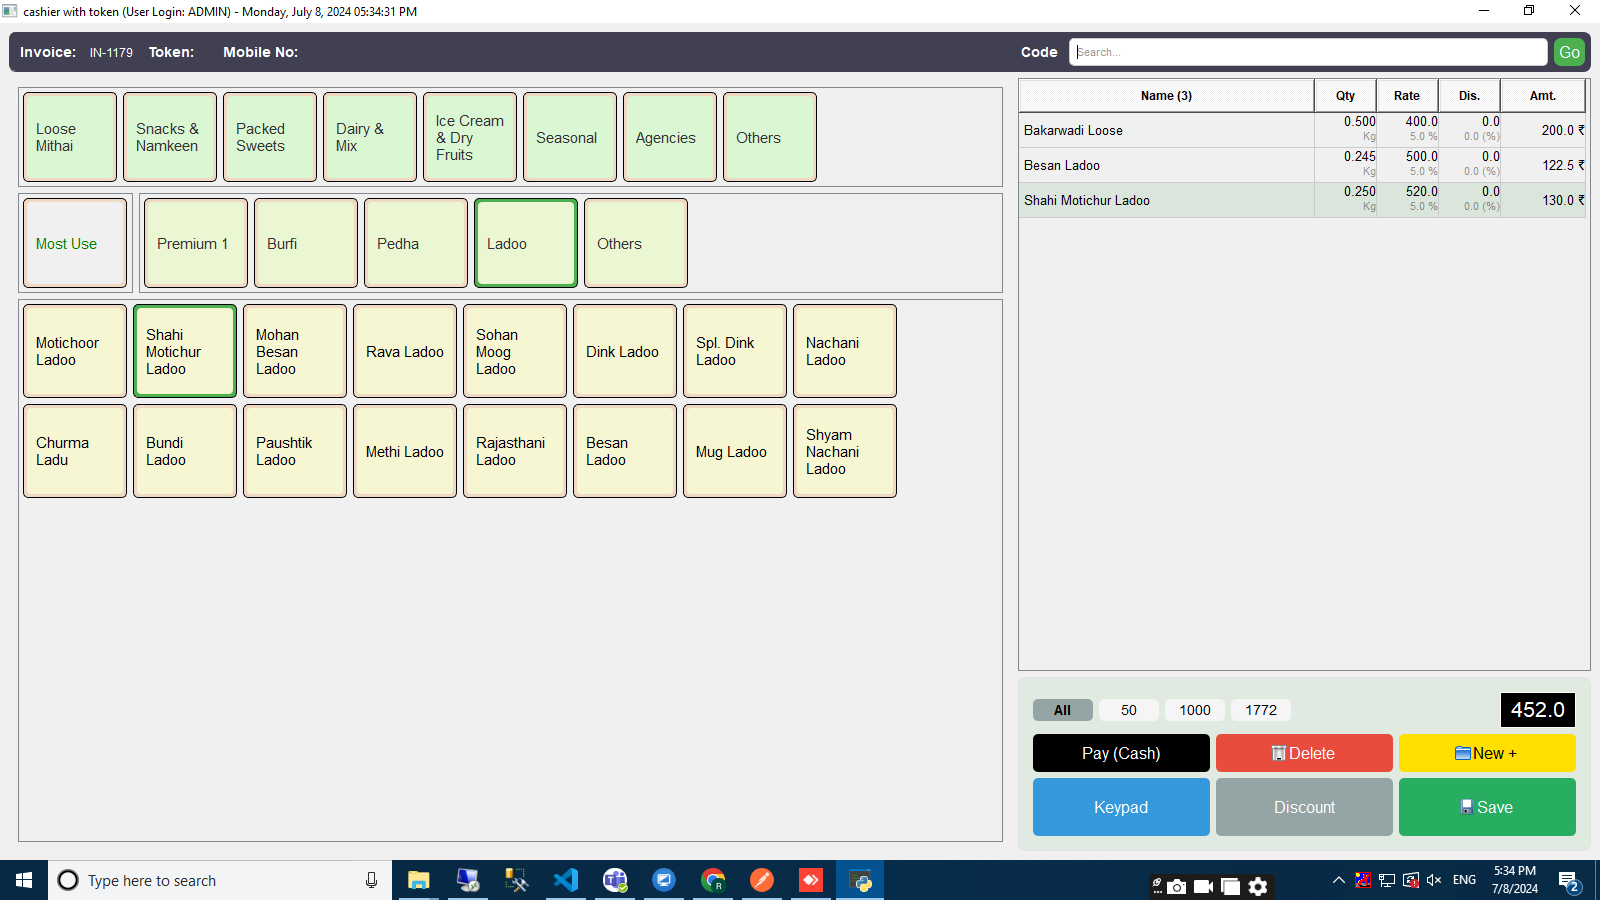 cashier with token (User Login: ADMIN) - Monday, July 8, 2024 05:34:31 PM
Invoice: IN-1179 Token: Mobile No: Code Search... Go
Loose
Mithai
Snacks &
Namkeen
Packed
Sweets
Dairy &
Mix
Ice Cream
& Dry
Fruits
Seasonal
Agencies
Others
Most Use
Premium 1
Burfi
Pedha
Ladoo
Others
Motichoor
Ladoo
Shahi
Motichur
Ladoo
Mohan
Besan
Ladoo
Rava Ladoo
Sohan
Moog
Ladoo
Dink Ladoo
Spl. Dink
Ladoo
Nachani
Ladoo
Churma
Ladu
Bundi
Ladoo
Paushtik
Ladoo
Methi Ladoo
Rajasthani
Ladoo
Besan
Ladoo
Mug Ladoo
Shyam
Nachani
Ladoo
Name (3) Qty Rate Dis. Amt.
Bakarwadi Loose 0.500 400.0 0.0 200.0 ₹
Kg 5.0 % 0.0 (%)
Besan Ladoo 0.245 500.0 0.0 122.5 ₹
Kg 5.0 % 0.0 (%)
Shahi Motichur Ladoo 0.250 520.0 0.0 130.0 ₹
Kg 5.0 % 0.0 (%)
All 50 1000 1772 452.0
Pay (Cash) Delete New +
Keypad Discount Save
Type here to search
ENG
5:34 PM
7/8/2024
2